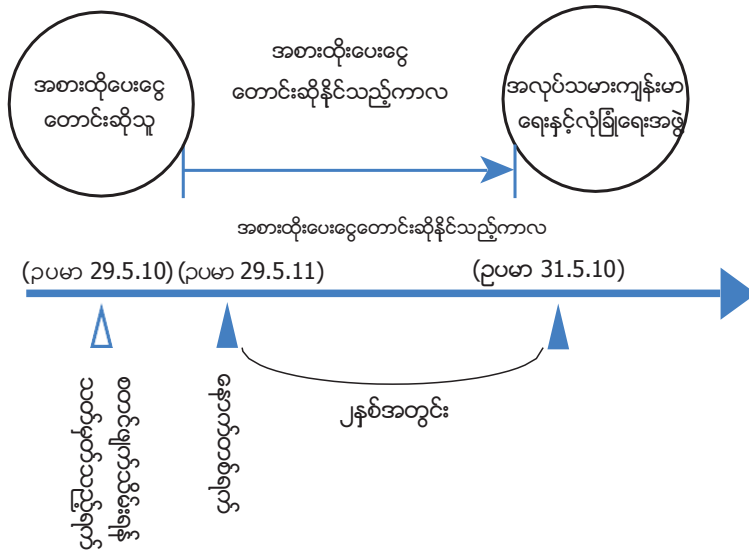 အစားထိုပေးငွေ
တောင်းဆိုသူ
အစားထိုးပေးငွေ
တောင်းဆိုနိုင်သည့်ကာလ
အလုပ်သမားကျန်းမာ
ရေးနှင့်လုံခြုံရေးအဖွဲ့
အစားထိုးပေးငွေတောင်းဆိုနိုင်သည့်ကာလ
(ဥပမာ 29.5.10) (ဥပမာ 29.5.11) (ဥပမာ 31.5.10)
၂နှစ်အတွင်း